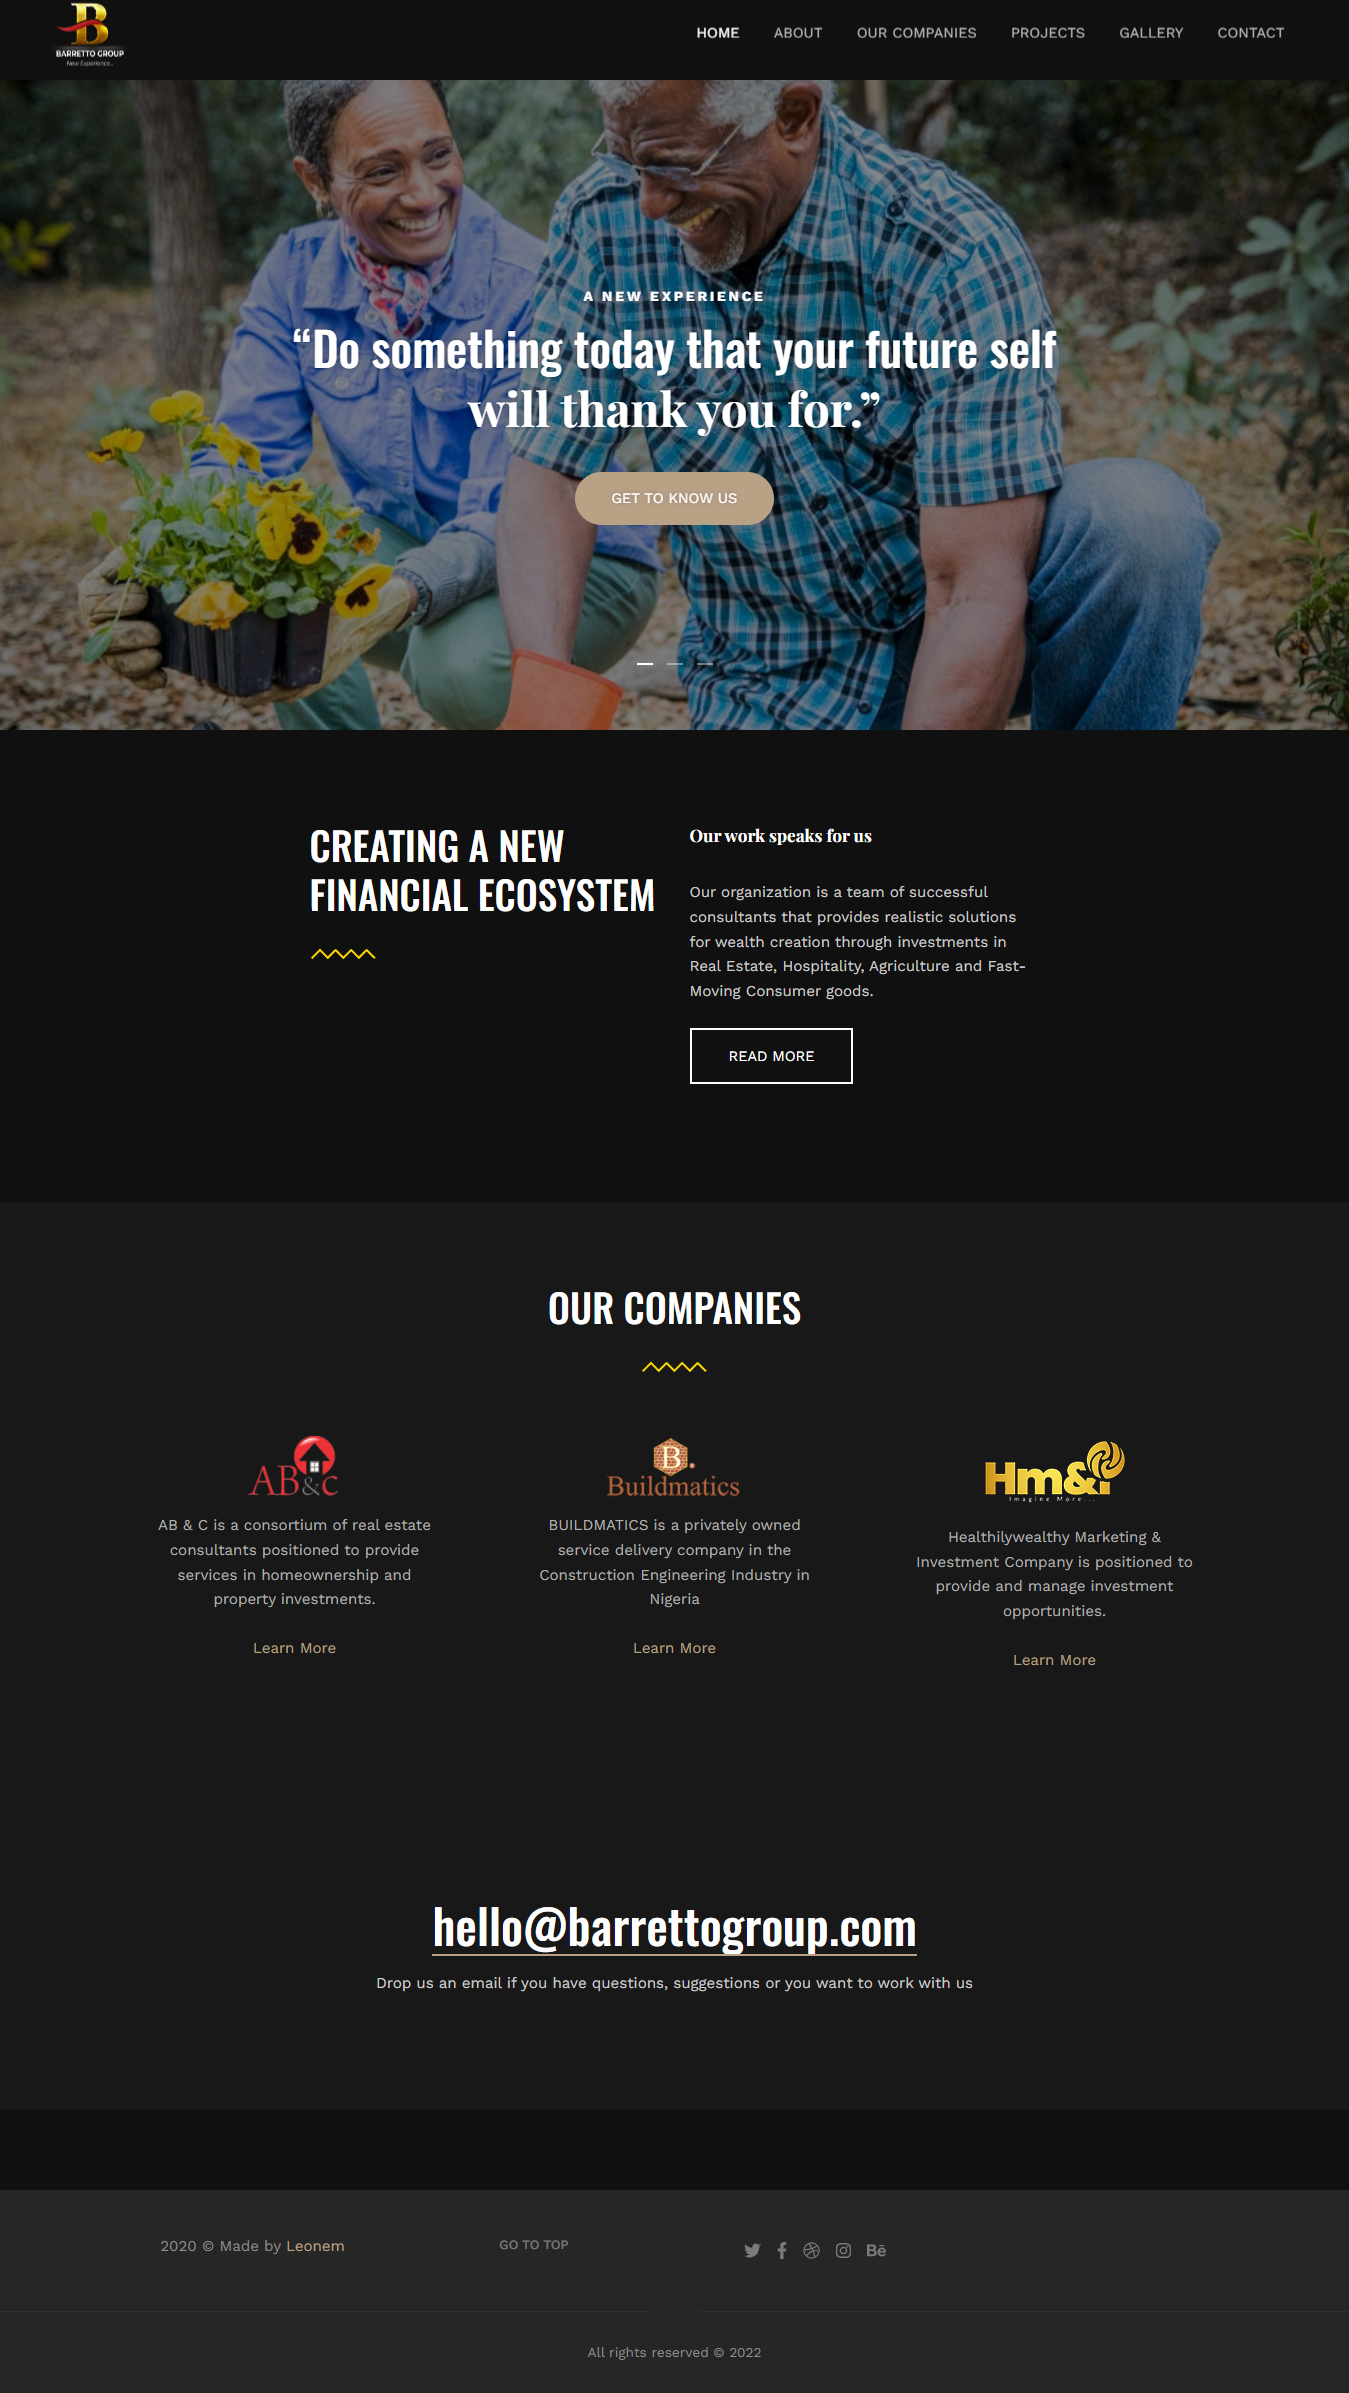 B
BARRETTO GROUP
New Experience..
HOME ABOUT OUR COMPANIES PROJECTS GALLERY CONTACT
A NEW EXPERIENCE
“Do something today that your future self
will thank you for.”
GET TO KNOW US
CREATING A NEW
FINANCIAL ECOSYSTEM
Our work speaks for us
Our organization is a team of successful
consultants that provides realistic solutions
for wealth creation through investments in
Real Estate, Hospitality, Agriculture and Fast-
Moving Consumer goods.
READ MORE
OUR COMPANIES
AB&C
AB & C is a consortium of real estate
consultants positioned to provide
services in homeownership and
property investments.
Learn More
B
Buildmatics
BUILDMATICS is a privately owned
service delivery company in the
Construction Engineering Industry in
Nigeria
Learn More
Hm&i
Imagine More...
Healthilywealthy Marketing &
Investment Company is positioned to
provide and manage investment
opportunities.
Learn More
hello@barrettogroup.com
Drop us an email if you have questions, suggestions or you want to work with us
2020 © Made by Leonem
GO TO TOP
Bē
All rights reserved © 2022